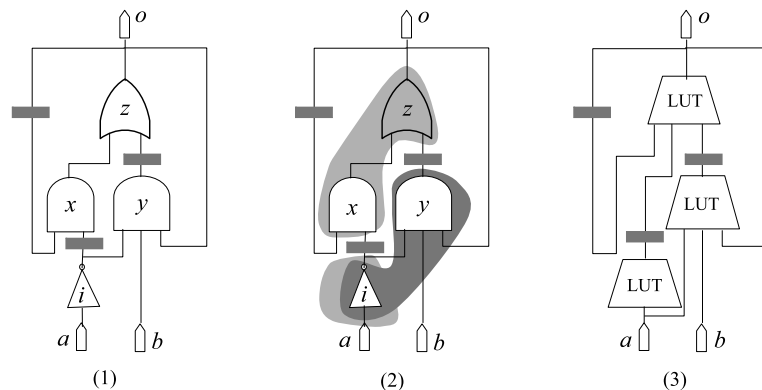 o o o
z z LUT
x y x y LUT
i i LUT
a b a b a b
(1) (2) (3)